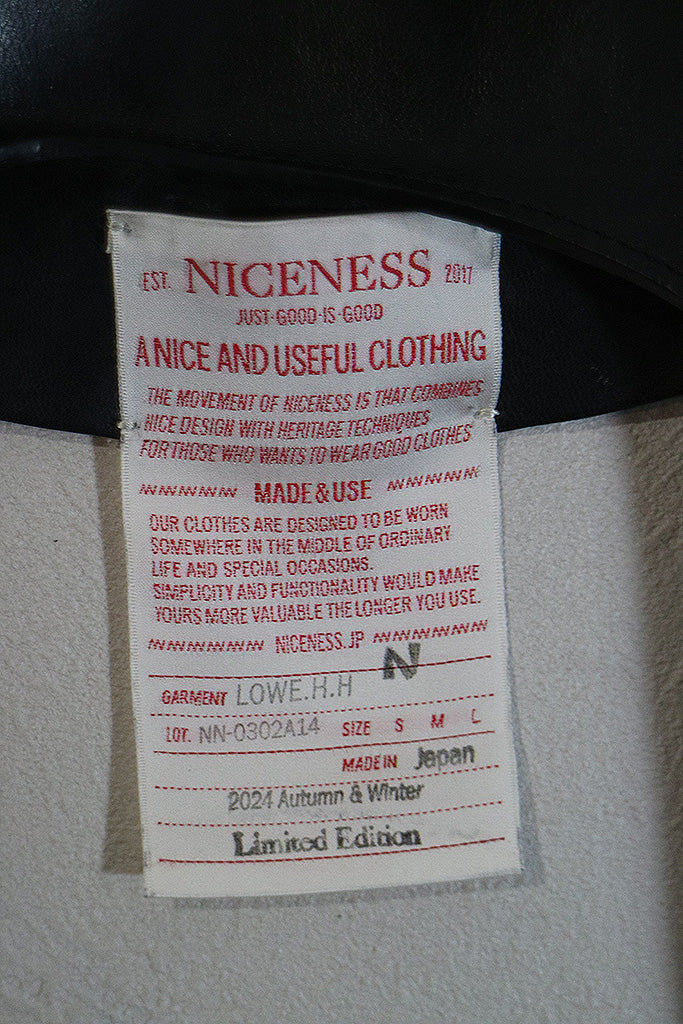 EST. NICENESS 2017
JUST·GOOD·IS·GOOD
A NICE AND USEFUL CLOTHING
THE MOVEMENT OF NICENESS IS THAT COMBINES
NICE DESIGN WITH HERITAGE TECHNIQUES
FOR THOSE WHO WANTS TO WEAR GOOD CLOTHES
MADE & USE
OUR CLOTHES ARE DESIGNED TO BE WORN
SOMEWHERE IN THE MIDDLE OF ORDINARY
LIFE AND SPECIAL OCCASIONS.
SIMPLICITY AND FUNCTIONALITY WOULD MAKE
YOURS MORE VALUABLE THE LONGER YOU USE.
NICENESS.JP
N
GARMENT LOWE.H.H
LOT. NN-0302A14 SIZE S M L
MADE IN Japan
2024 Autumn & Winter
Limited Edition